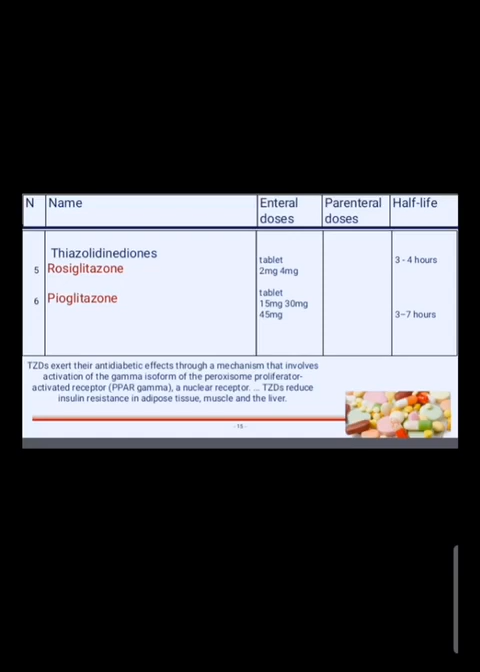 N Name Enteral doses Parenteral doses Half-life
Thiazolidinediones
5 Rosiglitazone tablet 2mg 4mg 3 - 4 hours
6 Pioglitazone tablet 15mg 30mg 45mg 3–7 hours
TZDs exert their antidiabetic effects through a mechanism that involves
activation of the gamma isoform of the peroxisome proliferator-
activated receptor (PPAR gamma), a nuclear receptor. ... TZDs reduce
insulin resistance in adipose tissue, muscle and the liver.
- 15 -